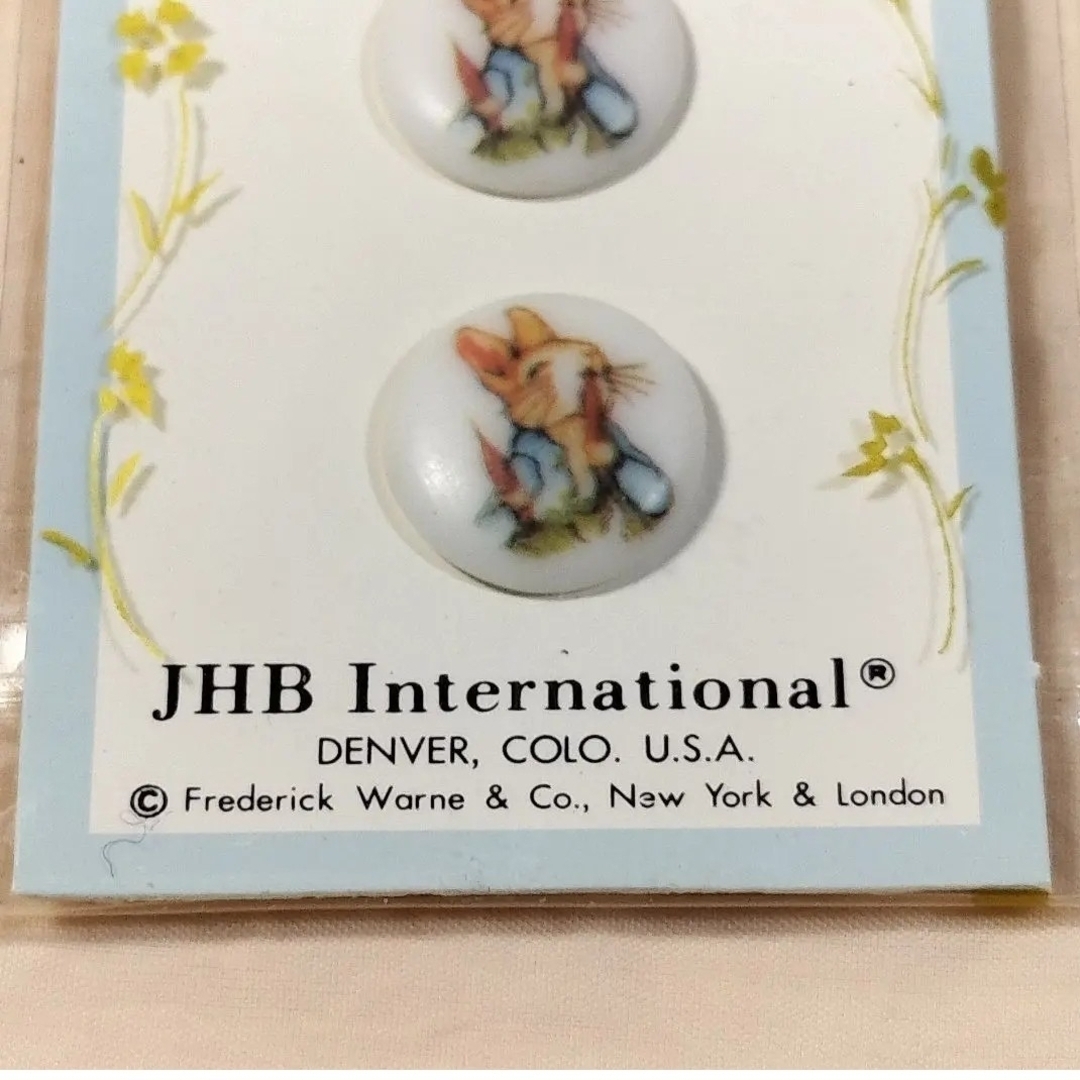 JHB International®
DENVER, COLO. U.S.A.
© Frederick Warne & Co., New York & London